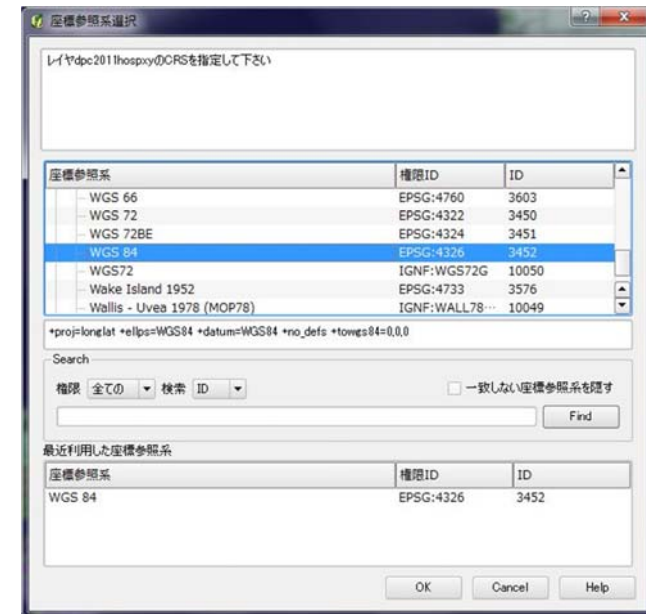 座標参照系選択
レイヤdpc2011hospxyのCRSを指定して下さい
座標参照系 権限ID ID
WGS 66 EPSG:4760 3603
WGS 72 EPSG:4322 3450
WGS 72BE EPSG:4324 3451
WGS 84 EPSG:4326 3452
WGS72 IGNF:WGS72G 10050
Wake Island 1952 EPSG:4733 3576
Wallis - Uvea 1978 (MOP78) IGNF:WALL78… 10049
+proj=longlat +ellps=WGS84 +datum=WGS84 +no_defs +towgs84=0,0,0
Search
権限 全ての 検索 ID 一致しない座標参照系を隠す
Find
最近利用した座標参照系
座標参照系 権限ID ID
WGS 84 EPSG:4326 3452
OK Cancel Help